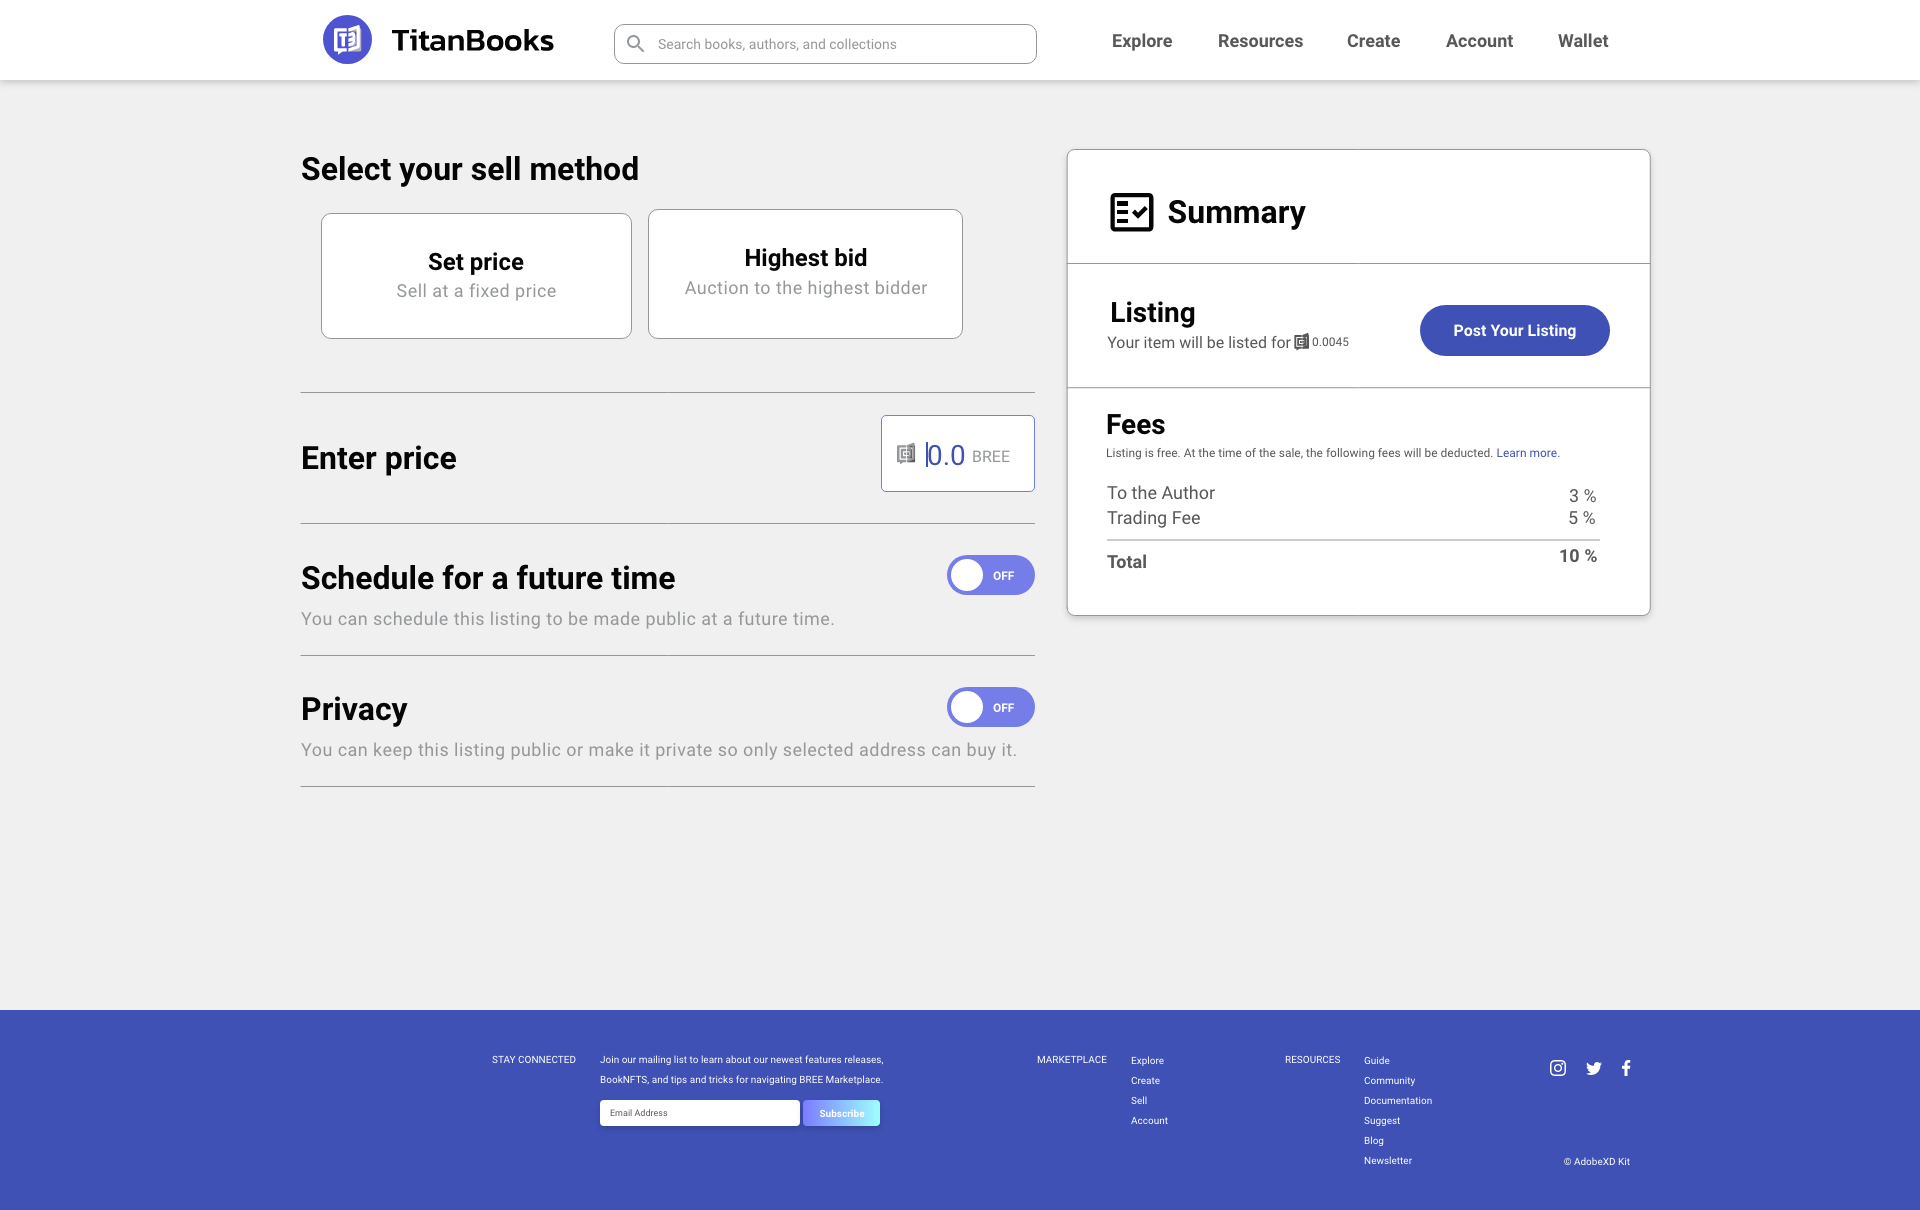 TitanBooks
Search books, authors, and collections
Explore
Resources
Create
Account
Wallet
Select your sell method
Set price
Sell at a fixed price
Highest bid
Auction to the highest bidder
Enter price
0.0 BREE
Schedule for a future time
OFF
You can schedule this listing to be made public at a future time.
Privacy
OFF
You can keep this listing public or make it private so only selected address can buy it.
Summary
Listing
Your item will be listed for 0.0045
Post Your Listing
Fees
Listing is free. At the time of the sale, the following fees will be deducted. Learn more.
To the Author 3 %
Trading Fee 5 %
Total 10 %
STAY CONNECTED
Join our mailing list to learn about our newest features releases,
BookNFTS, and tips and tricks for navigating BREE Marketplace.
Email Address
Subscribe
MARKETPLACE
Explore
Create
Sell
Account
RESOURCES
Guide
Community
Documentation
Suggest
Blog
Newsletter
© AdobeXD Kit